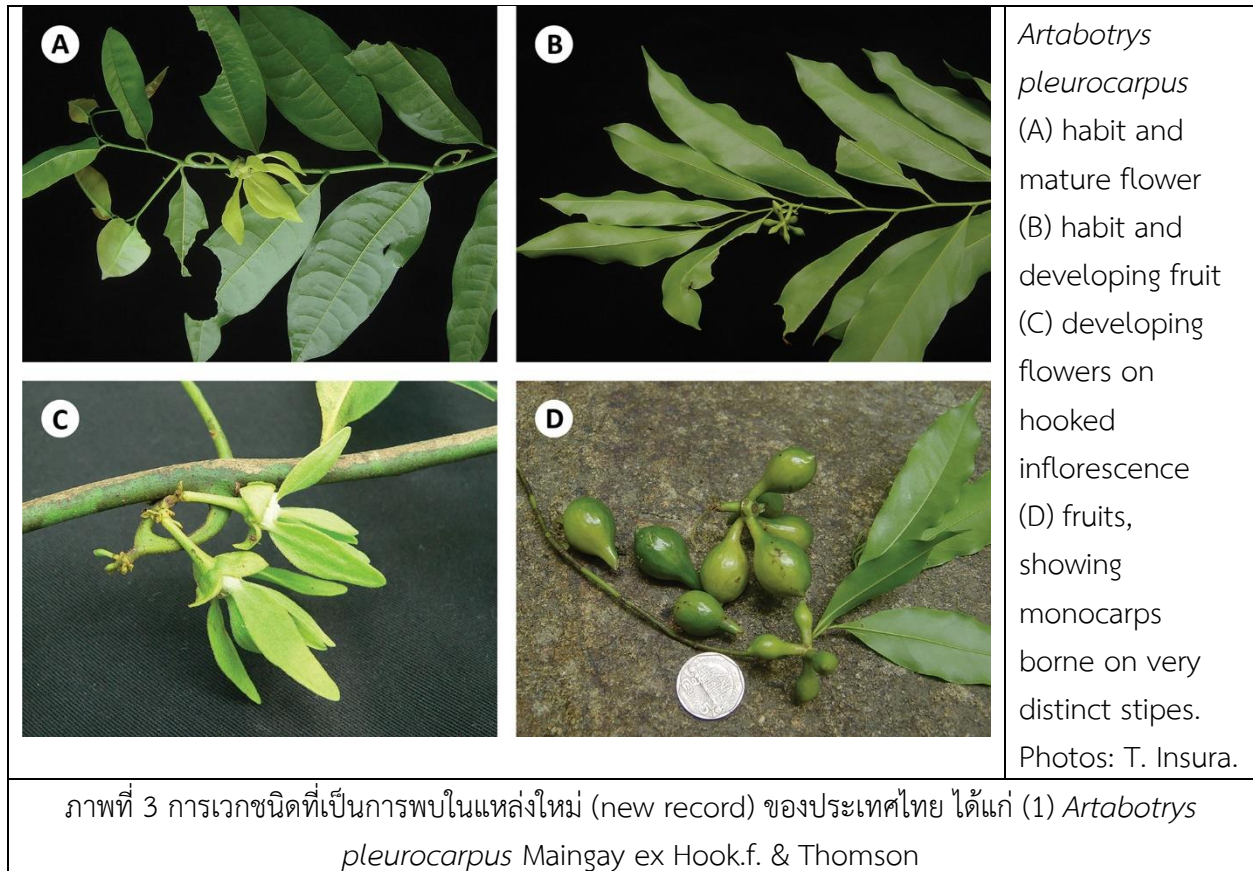 A
B
C
D
Artabotrys
pleurocarpus
(A) habit and
mature flower
(B) habit and
developing fruit
(C) developing
flowers on
hooked
inflorescence
(D) fruits,
showing
monocarps
borne on very
distinct stipes.
Photos: T. Insura.
ภาพที่ 3 การเวกชนิดที่เป็นการพบในแหล่งใหม่ (new record) ของประเทศไทย ได้แก่ (1) Artabotrys
pleurocarpus Maingay ex Hook.f. & Thomson